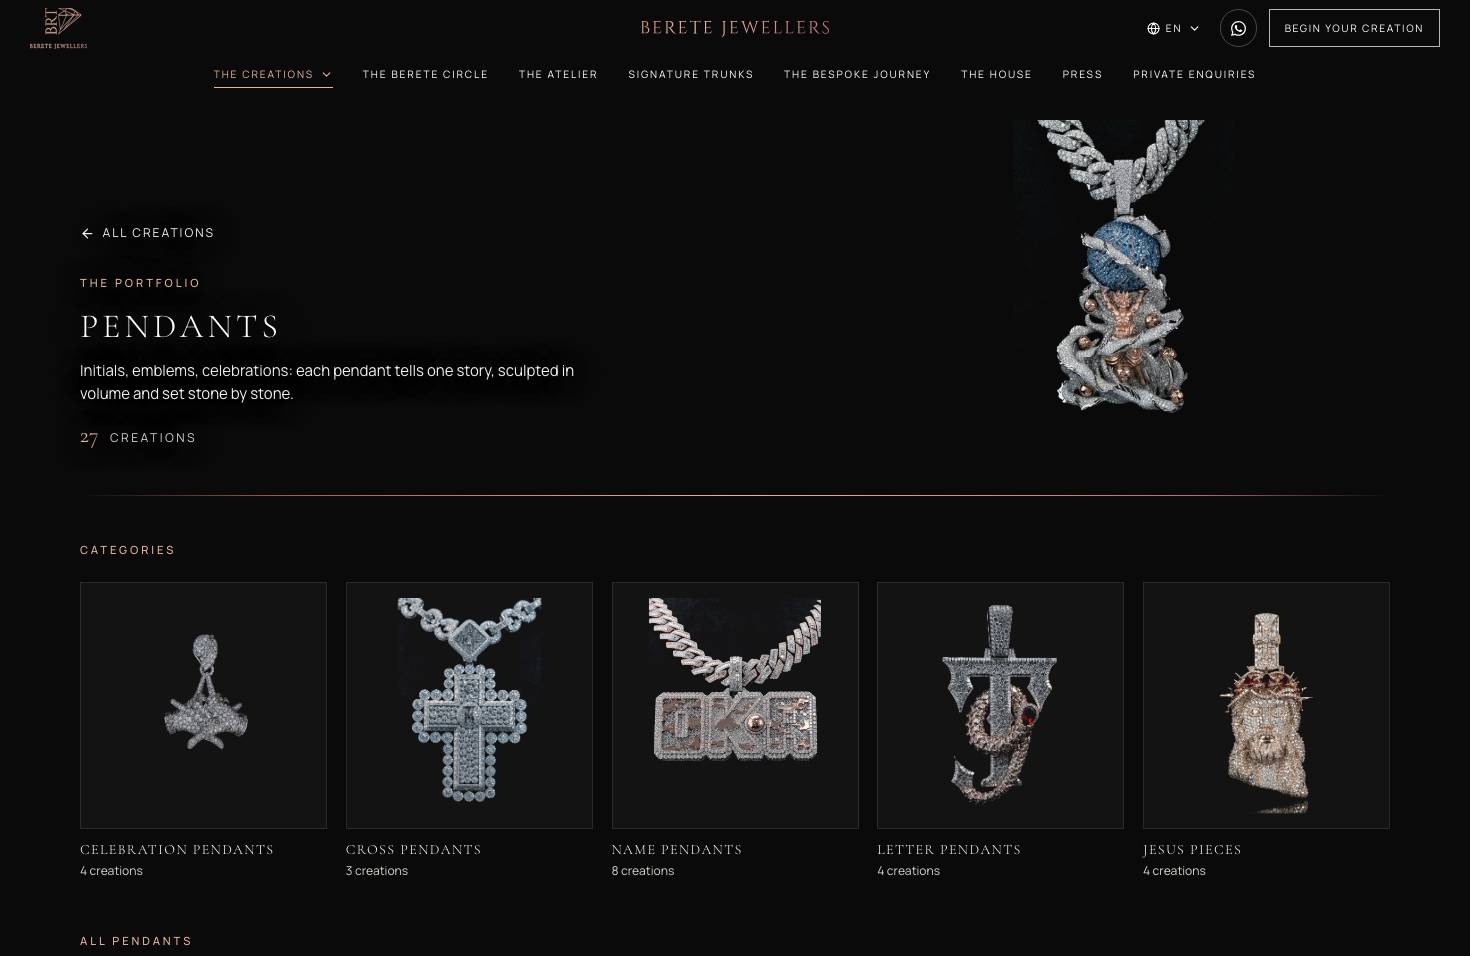 BRT
BERETE JEWELLERS
BERETE JEWELLERS
EN
BEGIN YOUR CREATION
THE CREATIONS
THE BERETE CIRCLE
THE ATELIER
SIGNATURE TRUNKS
THE BESPOKE JOURNEY
THE HOUSE
PRESS
PRIVATE ENQUIRIES
ALL CREATIONS
THE PORTFOLIO
PENDANTS
Initials, emblems, celebrations: each pendant tells one story, sculpted in
volume and set stone by stone.
27 CREATIONS
CATEGORIES
CELEBRATION PENDANTS
4 creations
CROSS PENDANTS
3 creations
NAME PENDANTS
8 creations
LETTER PENDANTS
4 creations
JESUS PIECES
4 creations
ALL PENDANTS